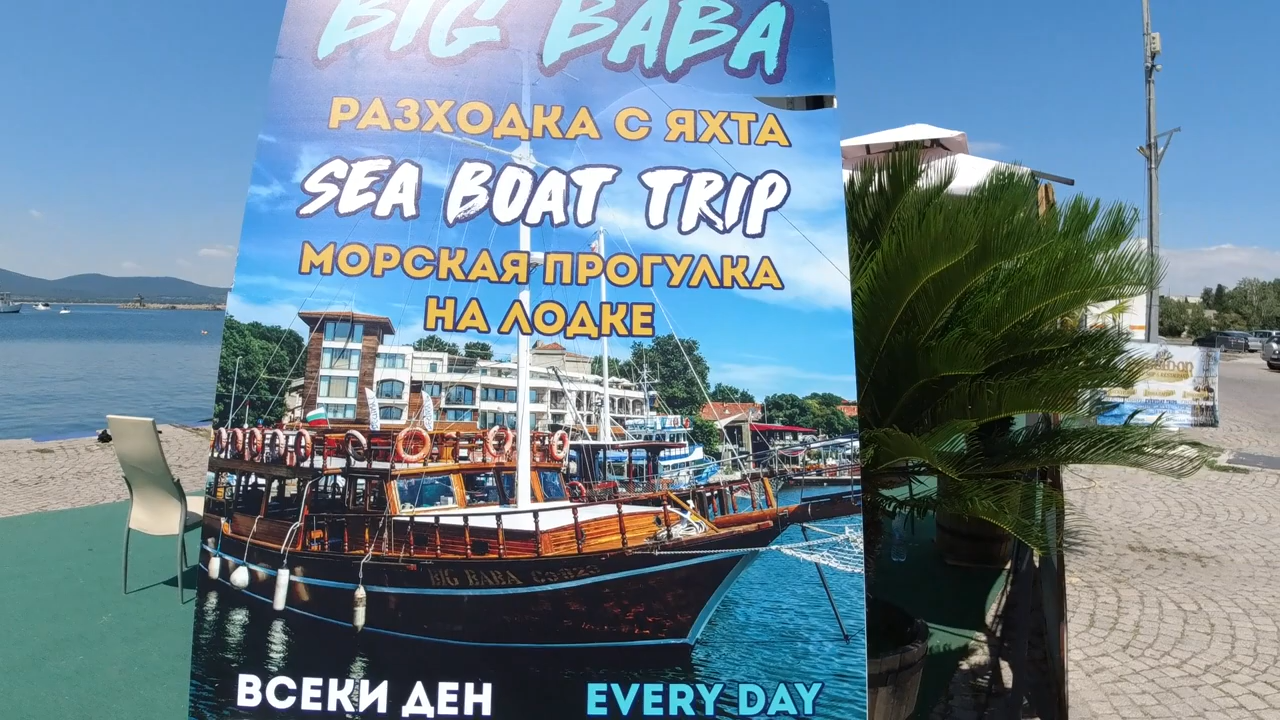 BIG BABA
РАЗХОДКА С ЯХТА
SEA BOAT TRIP
МОРСКАЯ ПРОГУЛКА
НА ЛОДКЕ
BIG BABA
ВСЕКИ ДЕН EVERY DAY